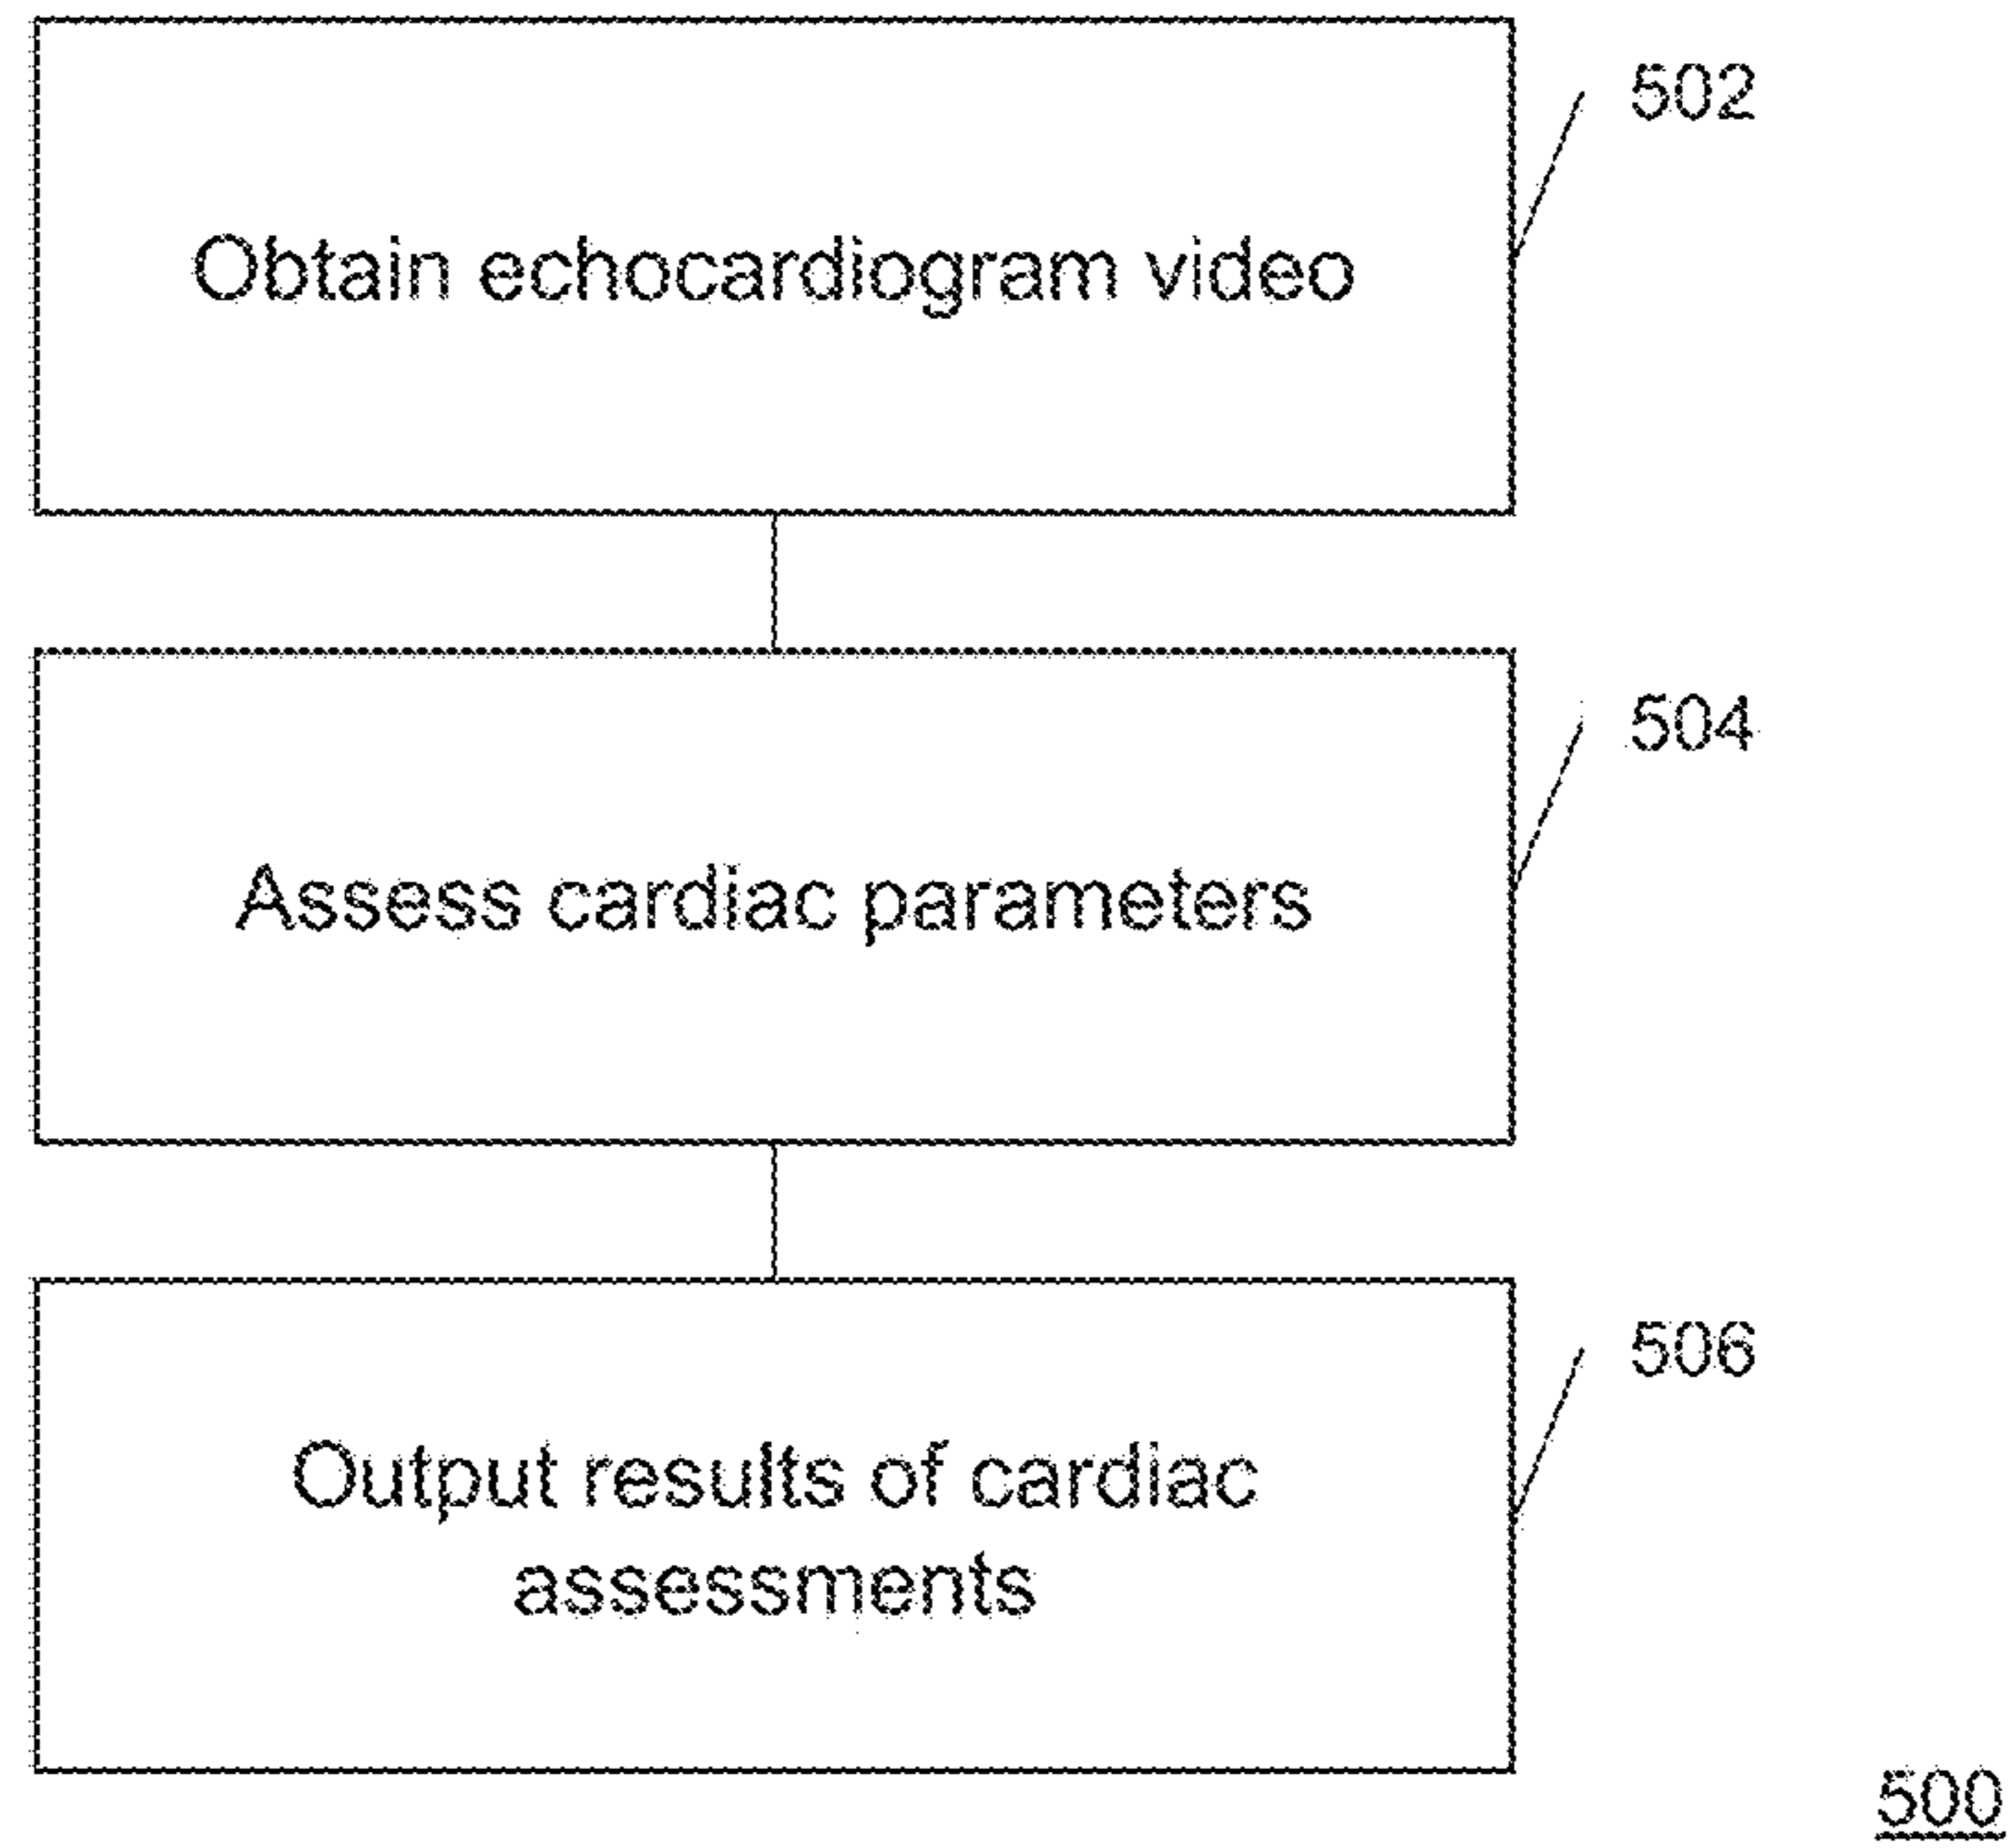 502
Obtain echocardiogram video
504
Assess cardiac parameters
506
Output results of cardiac
assessments
500